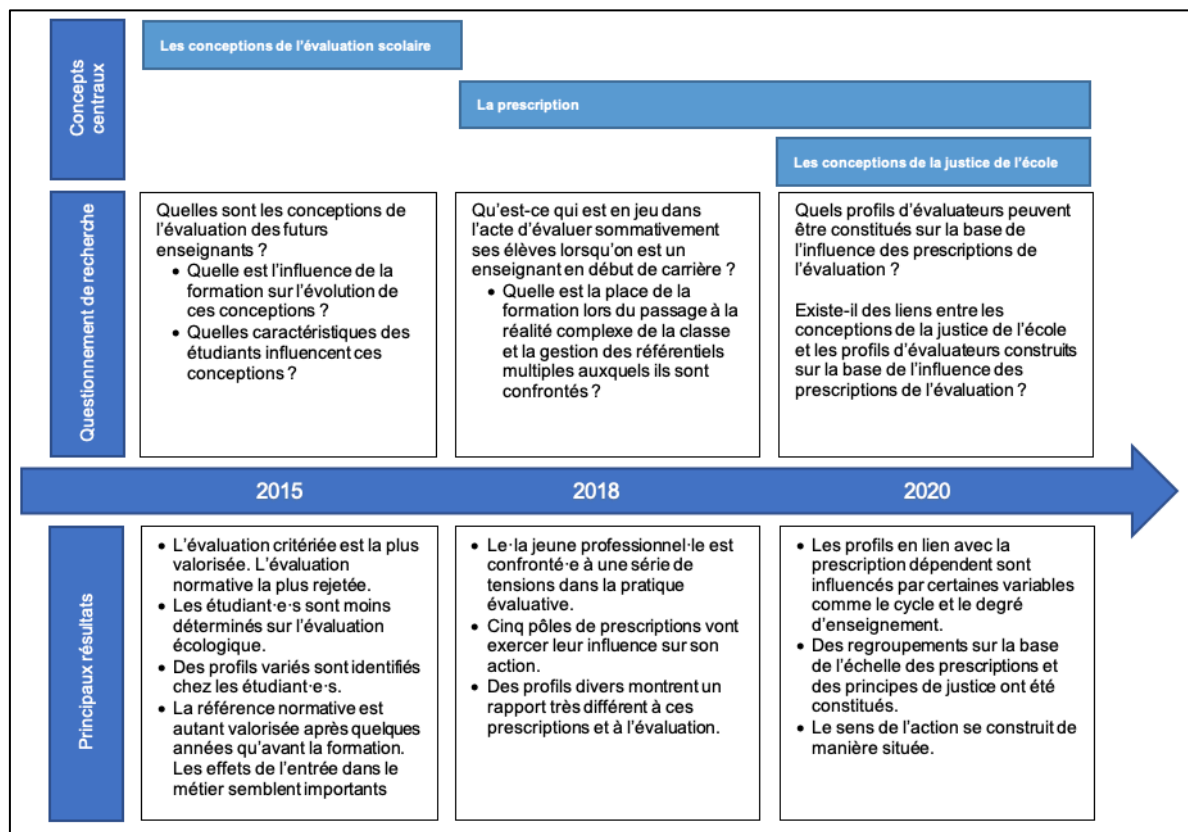 Concepts
centraux
Les conceptions de l'évaluation scolaire
La prescription
Les conceptions de la justice de l'école
Questionnement de recherche
Quelles sont les conceptions de
l'évaluation des futurs
enseignants ?
• Quelle est l'influence de la
formation sur l'évolution de
ces conceptions ?
• Quelles caractéristiques des
étudiants influencent ces
conceptions ?
Qu'est-ce qui est en jeu dans
l'acte d'évaluer sommativement
ses élèves lorsqu'on est un
enseignant en début de carrière ?
• Quelle est la place de la
formation lors du passage à la
réalité complexe de la classe
et la gestion des référentiels
multiples auxquels ils sont
confrontés ?
Quels profils d'évaluateurs peuvent
être constitués sur la base de
l'influence des prescriptions de
l'évaluation ?
Existe-il des liens entre les
conceptions de la justice de l'école
et les profils d'évaluateurs construits
sur la base de l'influence des
prescriptions de l'évaluation ?
2015
2018
2020
Principaux résultats
• L'évaluation critériée est la plus
valorisée. L'évaluation
normative la plus rejetée.
• Les étudiant·e·s sont moins
déterminés sur l'évaluation
écologique.
• Des profils variés sont identifiés
chez les étudiant·e·s.
• La référence normative est
autant valorisée après quelques
années qu'avant la formation.
Les effets de l'entrée dans le
métier semblent importants
• Le·la jeune professionnel·le est
confronté·e à une série de
tensions dans la pratique
évaluative.
• Cinq pôles de prescriptions vont
exercer leur influence sur son
action.
• Des profils divers montrent un
rapport très différent à ces
prescriptions et à l'évaluation.
• Les profils en lien avec la
prescription dépendent sont
influencés par certaines variables
comme le cycle et le degré
d'enseignement.
• Des regroupements sur la base
de l'échelle des prescriptions et
des principes de justice ont été
constitués.
• Le sens de l'action se construit de
manière située.